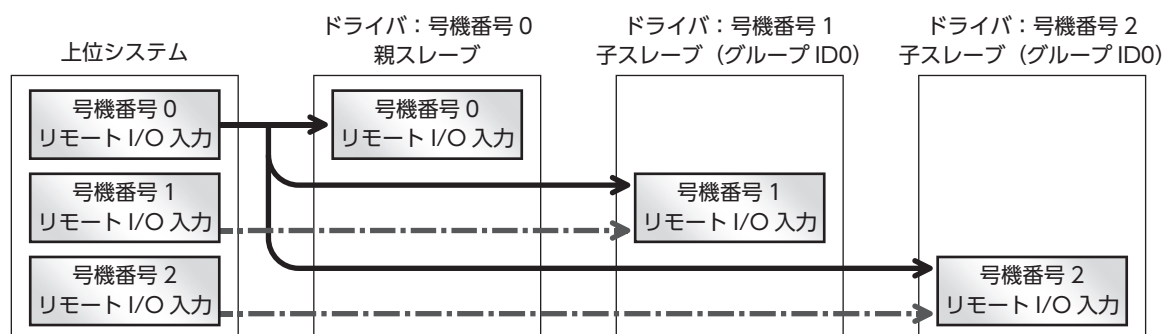 上位システム
ドライバ：号機番号 0
親スレーブ
ドライバ：号機番号 1
子スレーブ（グループ ID0）
ドライバ：号機番号 2
子スレーブ（グループ ID0）
号機番号 0
リモート I/O 入力
号機番号 0
リモート I/O 入力
号機番号 1
リモート I/O 入力
号機番号 1
リモート I/O 入力
号機番号 2
リモート I/O 入力
号機番号 2
リモート I/O 入力